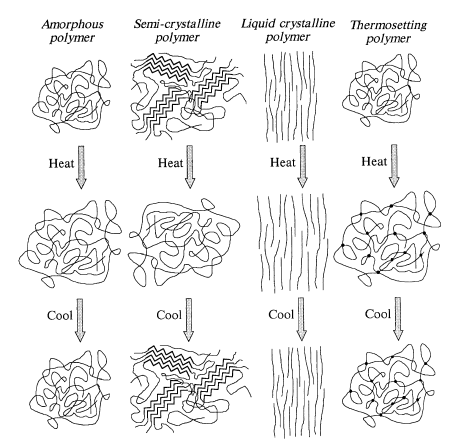 Amorphous polymer
Semi-crystalline polymer
Liquid crystalline polymer
Thermosetting polymer
Heat
Heat
Heat
Heat
Cool
Cool
Cool
Cool